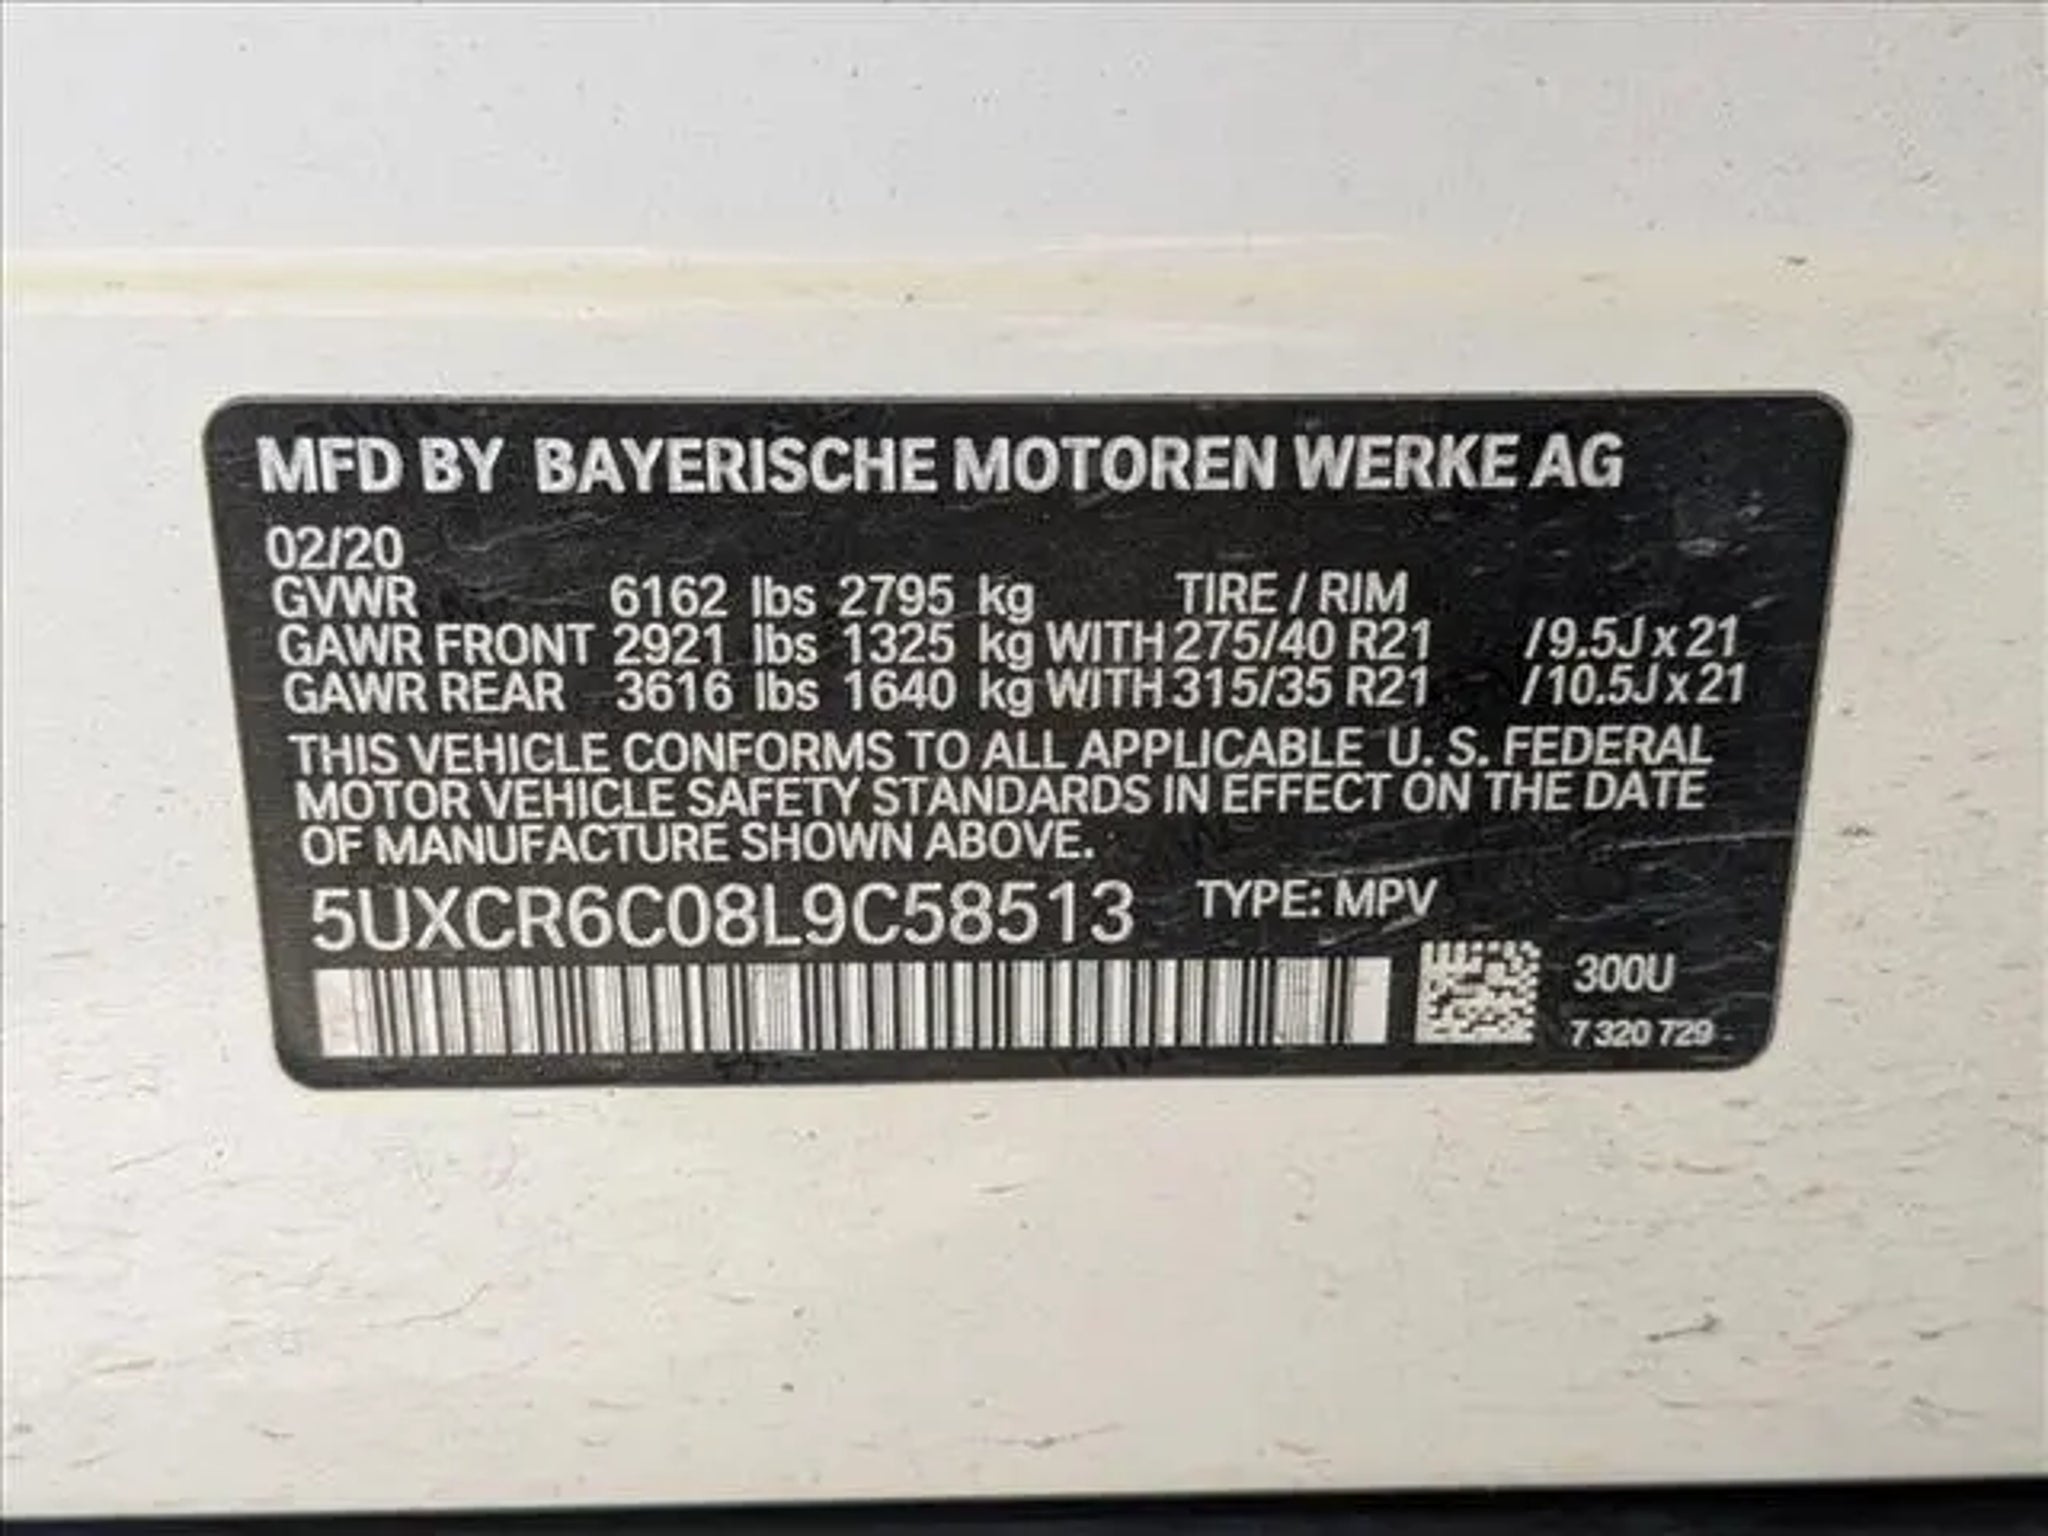 MFD BY BAYERISCHE MOTOREN WERKE AG
02/20
GVWR 6162 lbs 2795 kg TIRE / RIM
GAWR FRONT 2921 lbs 1325 kg WITH 275/40 R21 /9.5J x 21
GAWR REAR 3616 lbs 1640 kg WITH 315/35 R21 /10.5J x 21
THIS VEHICLE CONFORMS TO ALL APPLICABLE U. S. FEDERAL
MOTOR VEHICLE SAFETY STANDARDS IN EFFECT ON THE DATE
OF MANUFACTURE SHOWN ABOVE.
5UXCR6C08L9C58513 TYPE: MPV
300U
7 320 729